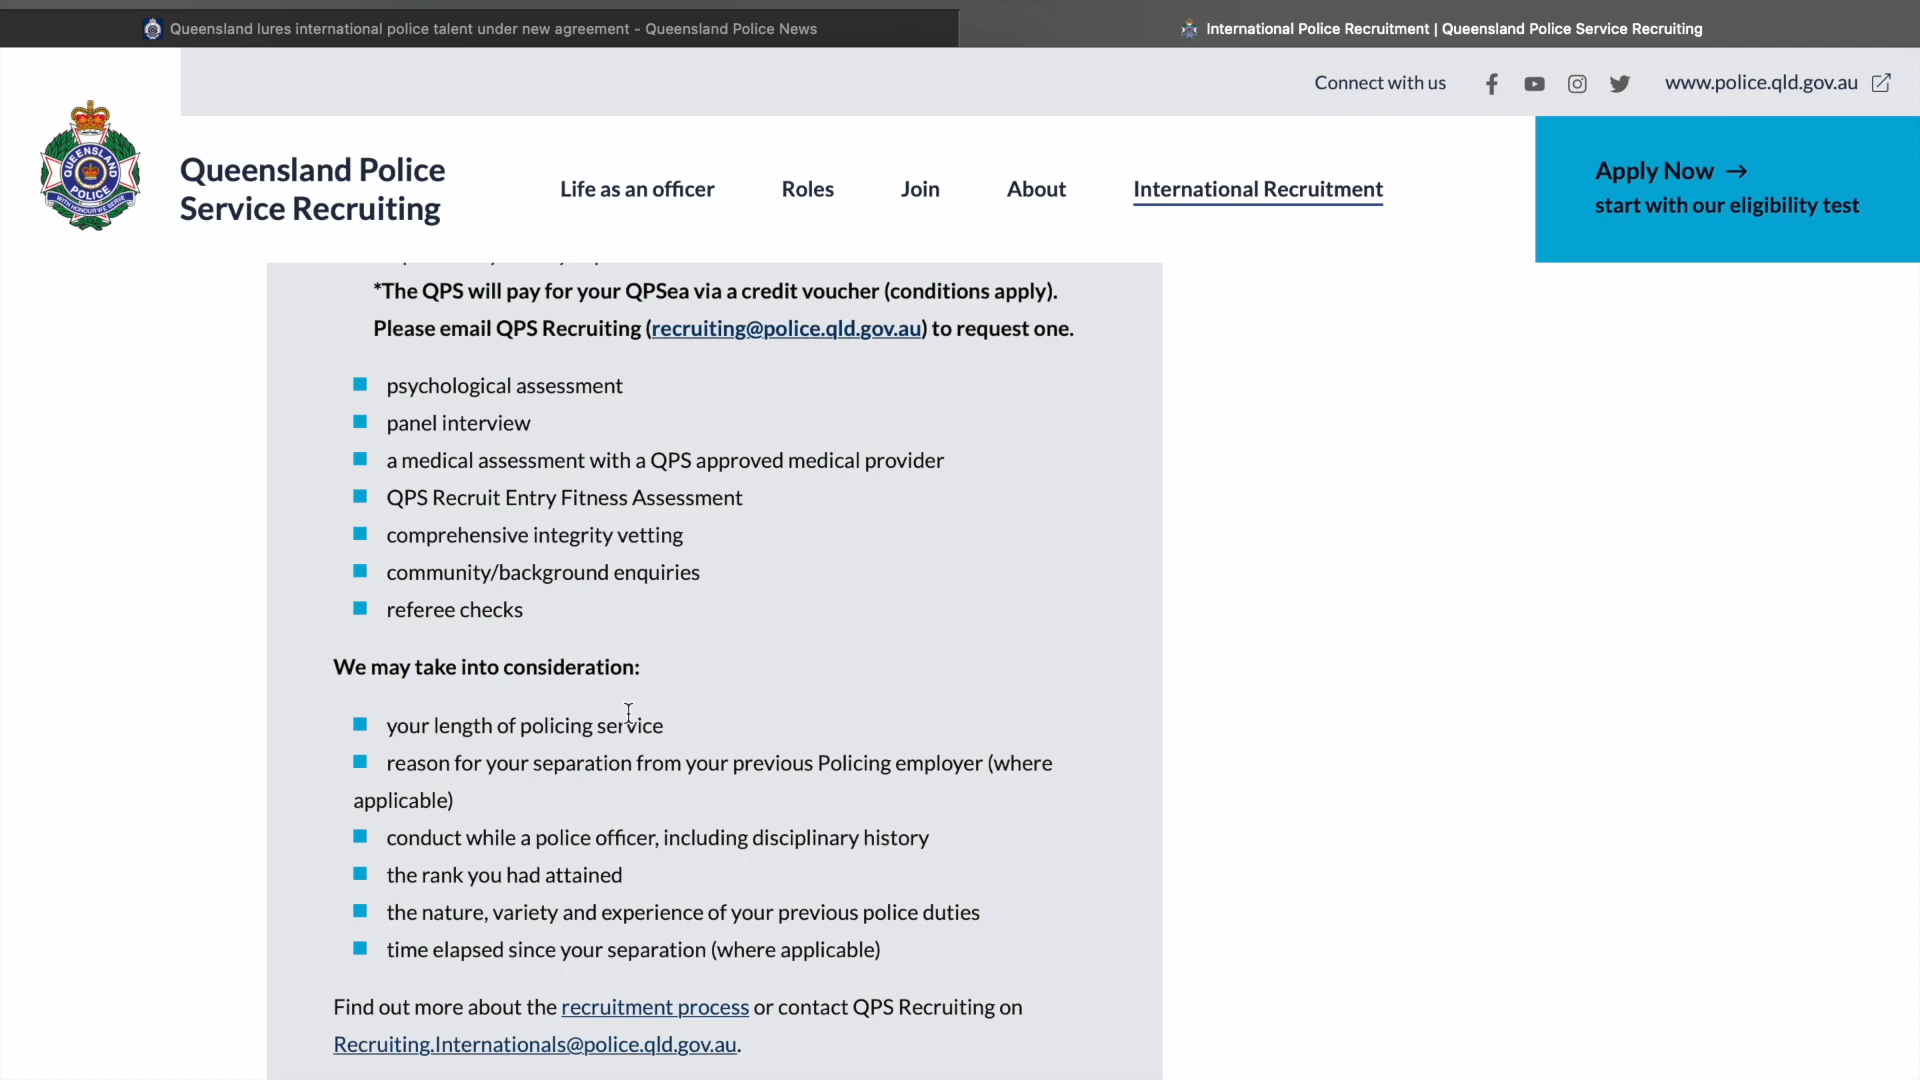 Queensland lures international police talent under new agreement - Queensland Police News
International Police Recruitment | Queensland Police Service Recruiting
Connect with us
www.police.qld.gov.au
QUEENSLAND
POLICE
WITH HONOUR WE SERVE
Queensland Police
Service Recruiting
Life as an officer
Roles
Join
About
International Recruitment
Apply Now →
start with our eligibility test
*The QPS will pay for your QPSea via a credit voucher (conditions apply).
Please email QPS Recruiting (recruiting@police.qld.gov.au) to request one.
psychological assessment
panel interview
a medical assessment with a QPS approved medical provider
QPS Recruit Entry Fitness Assessment
comprehensive integrity vetting
community/background enquiries
referee checks
We may take into consideration:
your length of policing service
reason for your separation from your previous Policing employer (where
applicable)
conduct while a police officer, including disciplinary history
the rank you had attained
the nature, variety and experience of your previous police duties
time elapsed since your separation (where applicable)
Find out more about the recruitment process or contact QPS Recruiting on
Recruiting.Internationals@police.qld.gov.au.